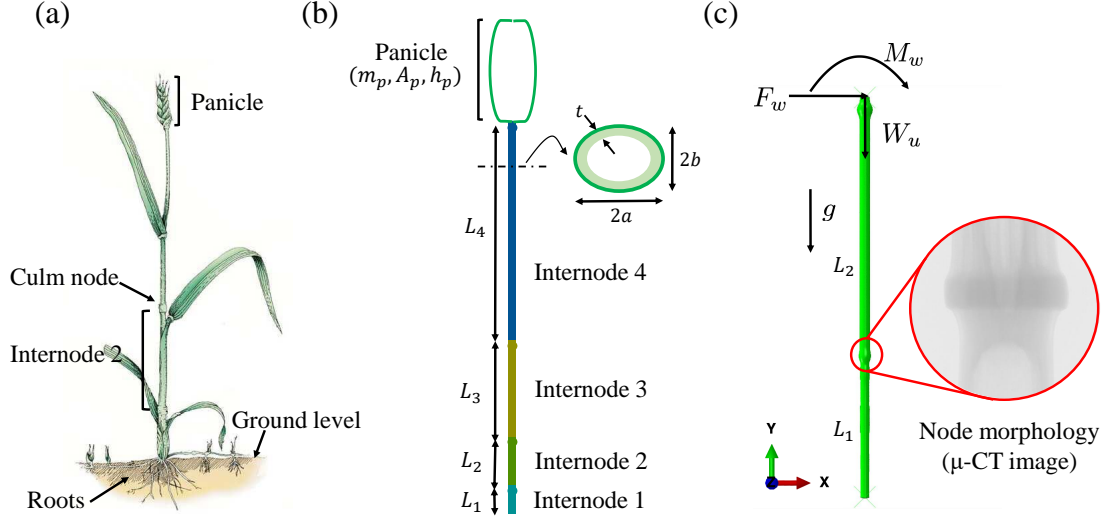 (a)
Panicle
Culm node
Internode 2
Ground level
Roots
(b)
Panicle
(m_p, A_p, h_p)
t
2b
2a
L_4
Internode 4
L_3
Internode 3
L_2
Internode 2
L_1
Internode 1
(c)
M_w
F_w
W_u
g
L_2
L_1
Y
X
Node morphology
(μ-CT image)